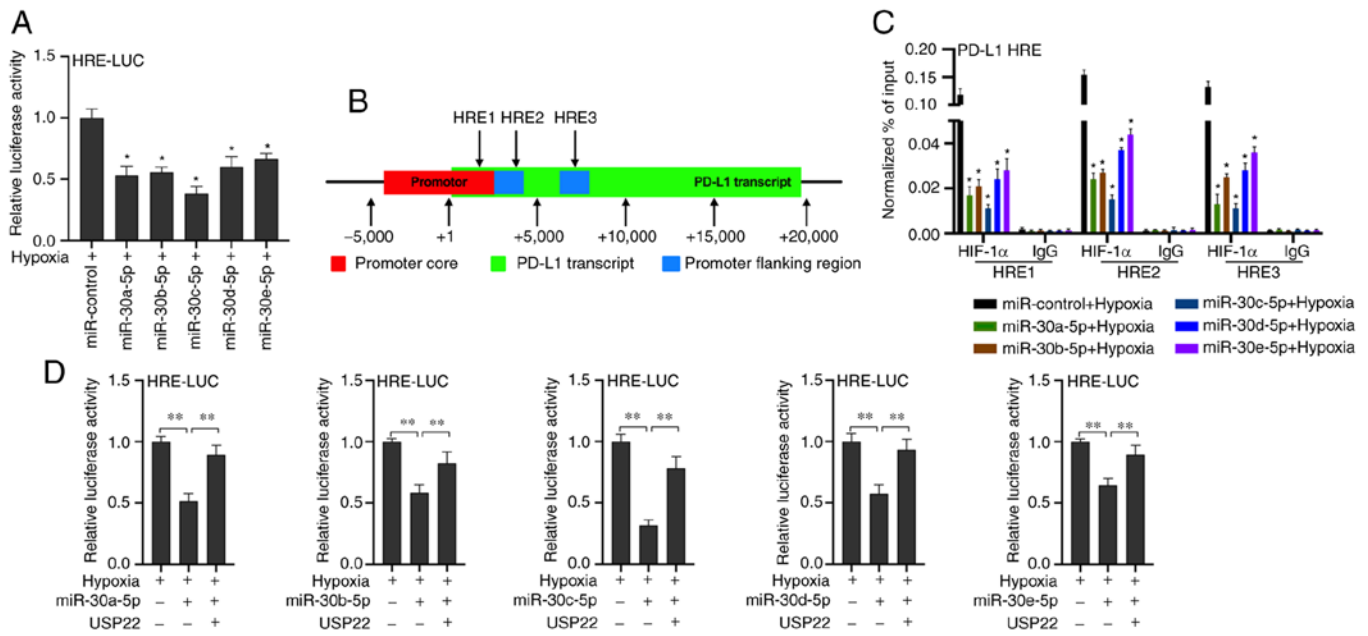 A
HRE-LUC
Relative luciferase activity
1.5
1.0
0.5
0.0
* * * * *
Hypoxia + + + + + +
miR-control
miR-30a-5p
miR-30b-5p
miR-30c-5p
miR-30d-5p
miR-30e-5p
B
HRE1 HRE2 HRE3
Promotor PD-L1 transcript
−5,000 +1 +5,000 +10,000 +15,000 +20,000
Promoter core PD-L1 transcript Promoter flanking region
C
PD-L1 HRE
Normalized % of input
0.20
0.15
0.10
0.04
0.02
0.00
* * * * * * * * * * * * * * *
HIF-1α IgG HIF-1α IgG HIF-1α IgG
HRE1 HRE2 HRE3
miR-control+Hypoxia miR-30c-5p+Hypoxia
miR-30a-5p+Hypoxia miR-30d-5p+Hypoxia
miR-30b-5p+Hypoxia miR-30e-5p+Hypoxia
D
HRE-LUC
Relative luciferase activity
1.5
1.0
0.5
0.0
** **
Hypoxia + + +
miR-30a-5p − + +
USP22 − − +
HRE-LUC
Relative luciferase activity
1.5
1.0
0.5
0.0
** **
Hypoxia + + +
miR-30b-5p − + +
USP22 − − +
HRE-LUC
Relative luciferase activity
1.5
1.0
0.5
0.0
** **
Hypoxia + + +
miR-30c-5p − + +
USP22 − − +
HRE-LUC
Relative luciferase activity
1.5
1.0
0.5
0.0
** **
Hypoxia + + +
miR-30d-5p − + +
USP22 − − +
HRE-LUC
Relative luciferase activity
1.5
1.0
0.5
0.0
** **
Hypoxia + + +
miR-30e-5p − + +
USP22 − − +